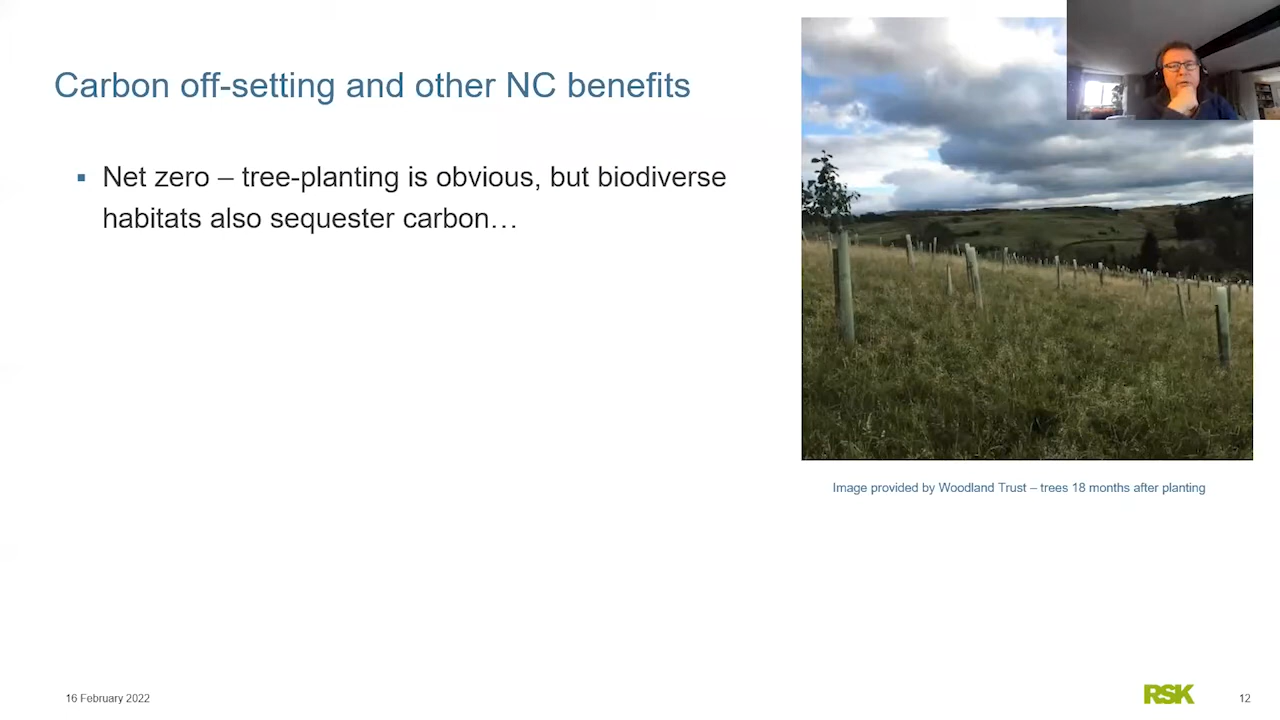 Carbon off-setting and other NC benefits
▪ Net zero – tree-planting is obvious, but biodiverse
habitats also sequester carbon…
Image provided by Woodland Trust – trees 18 months after planting
16 February 2022
RSK
12